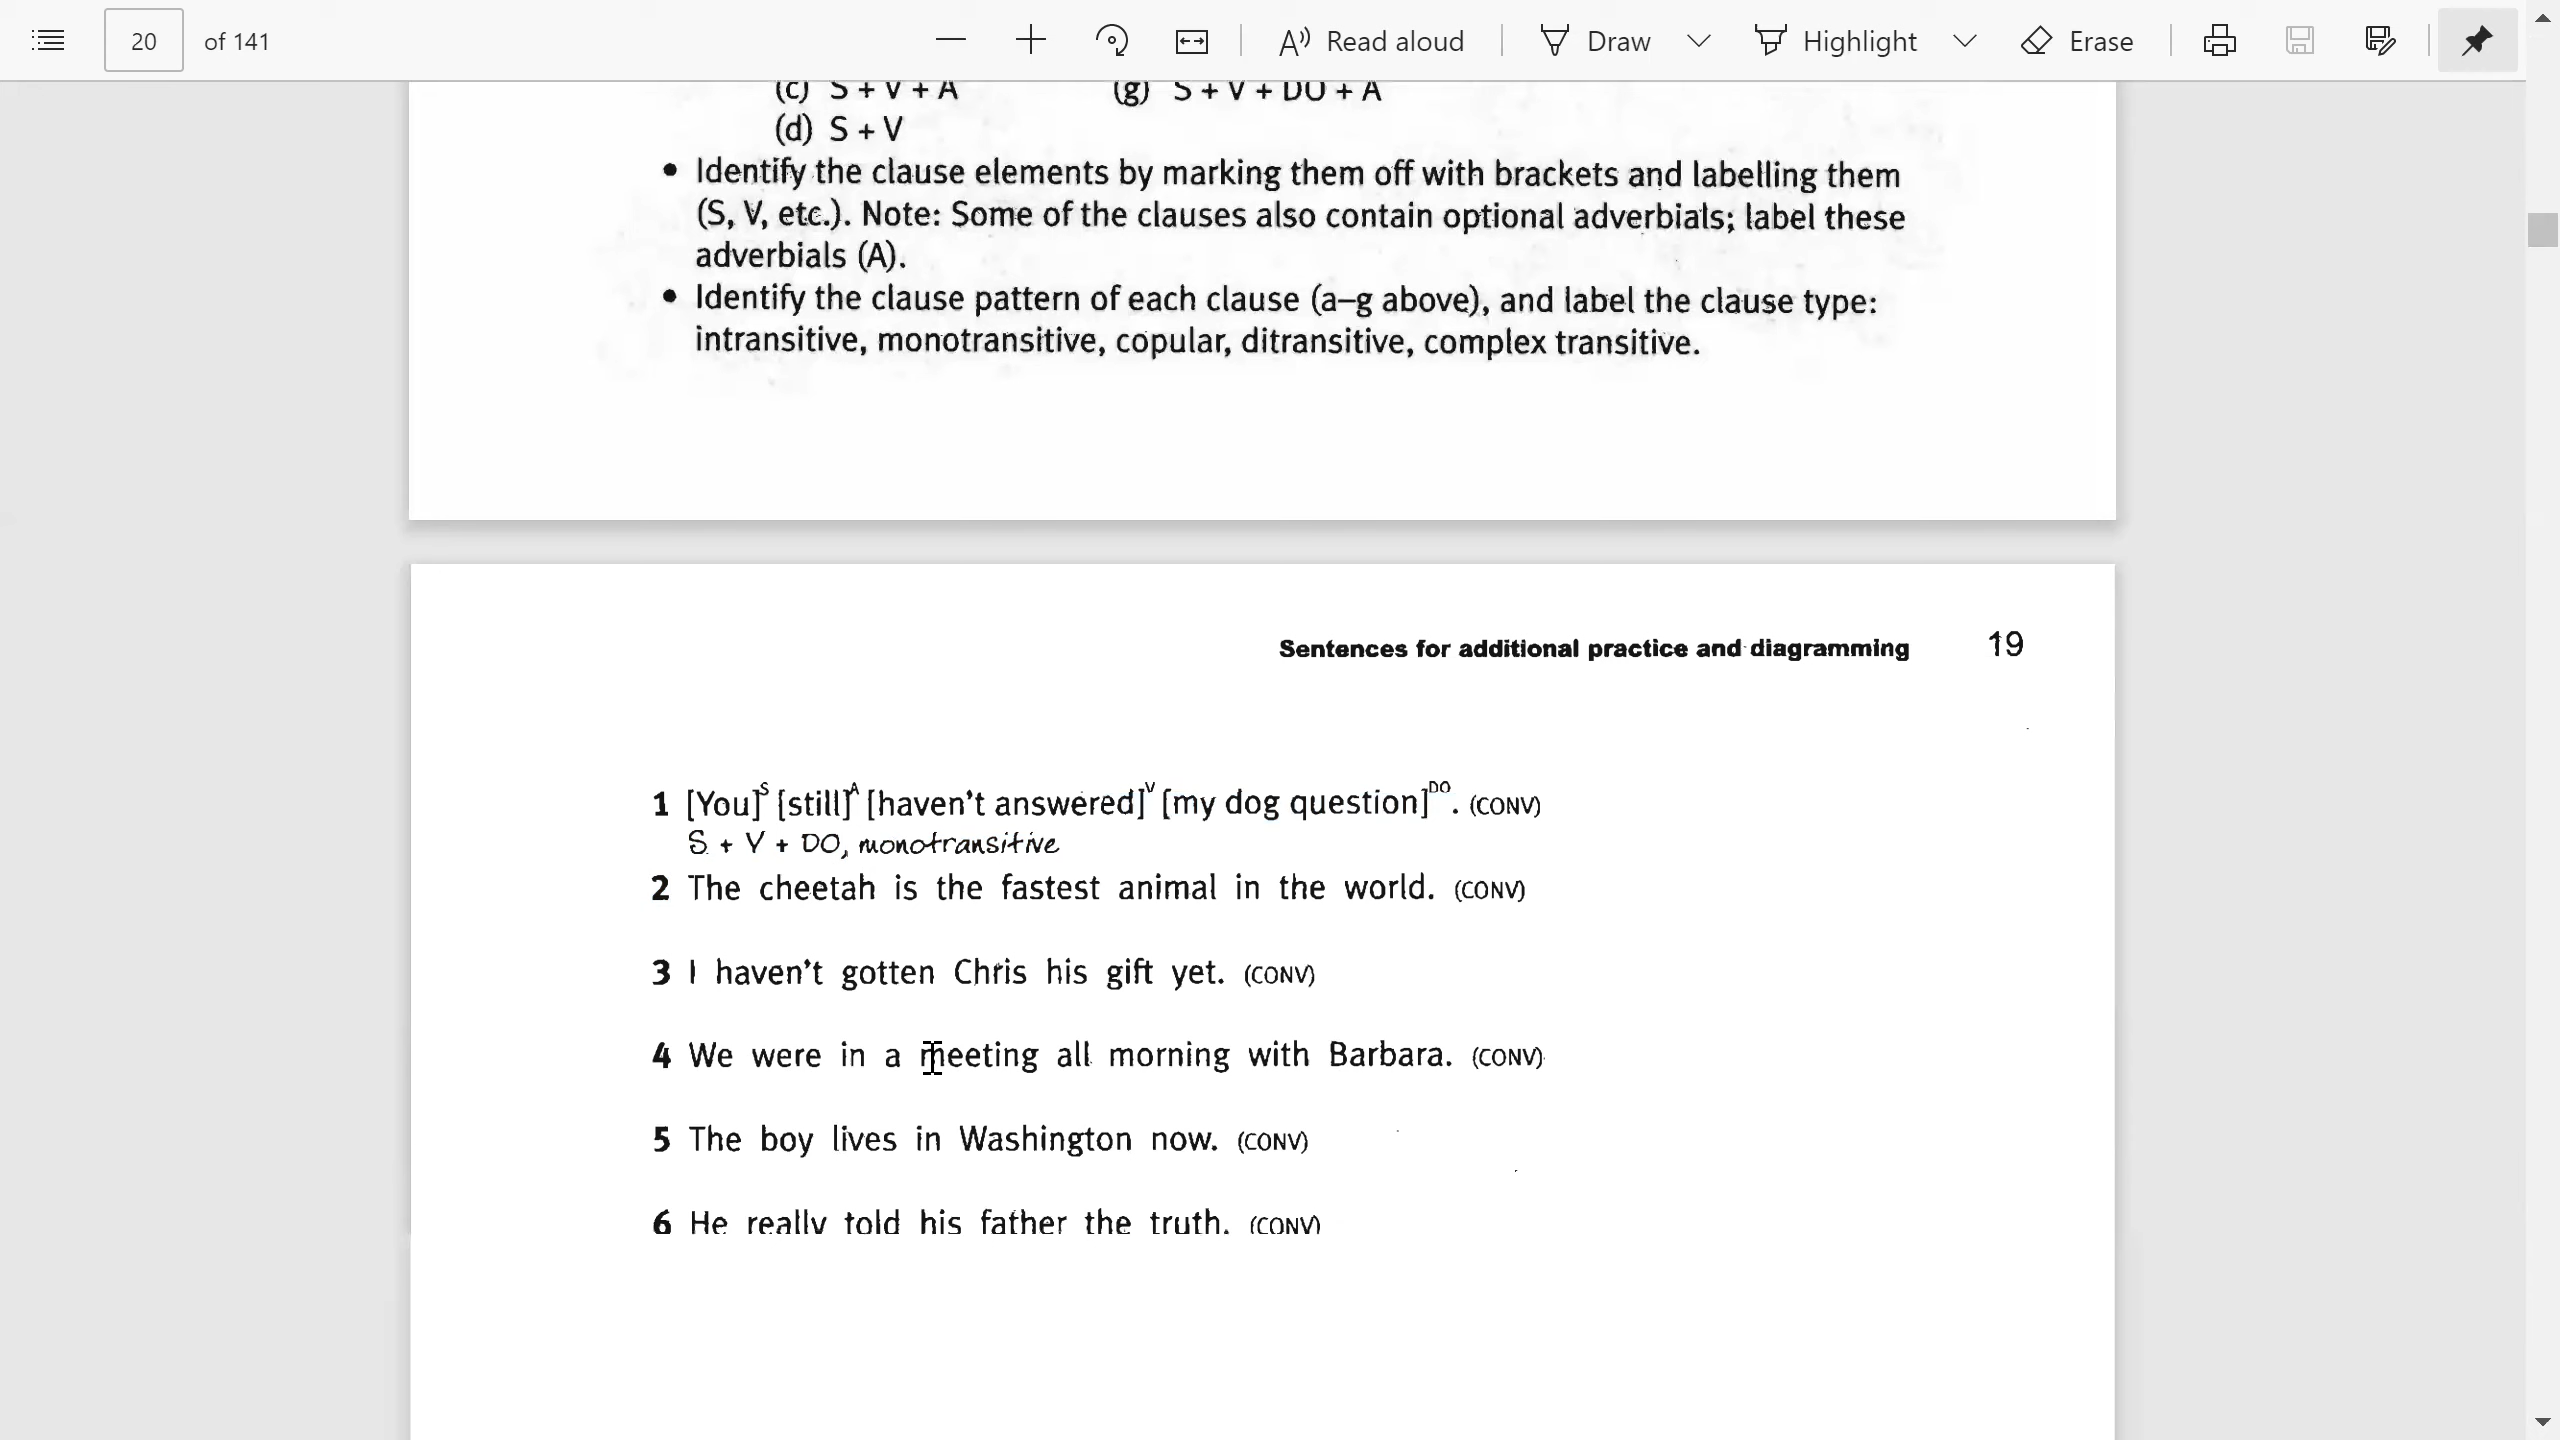 20 of 141 Read aloud Draw Highlight Erase
(c) S + V + A (g) S + V + DO + A
(d) S + V
• Identify the clause elements by marking them off with brackets and labelling them
(S, V, etc.). Note: Some of the clauses also contain optional adverbials; label these
adverbials (A).
• Identify the clause pattern of each clause (a–g above), and label the clause type:
intransitive, monotransitive, copular, ditransitive, complex transitive.
Sentences for additional practice and diagramming 19
1 [You]S [still]A [haven't answered]V [my dog question]DO. (CONV)
S + V + DO, monotransitive
2 The cheetah is the fastest animal in the world. (CONV)
3 I haven't gotten Chris his gift yet. (CONV)
4 We were in a meeting all morning with Barbara. (CONV)
5 The boy lives in Washington now. (CONV)
6 He really told his father the truth. (CONV)